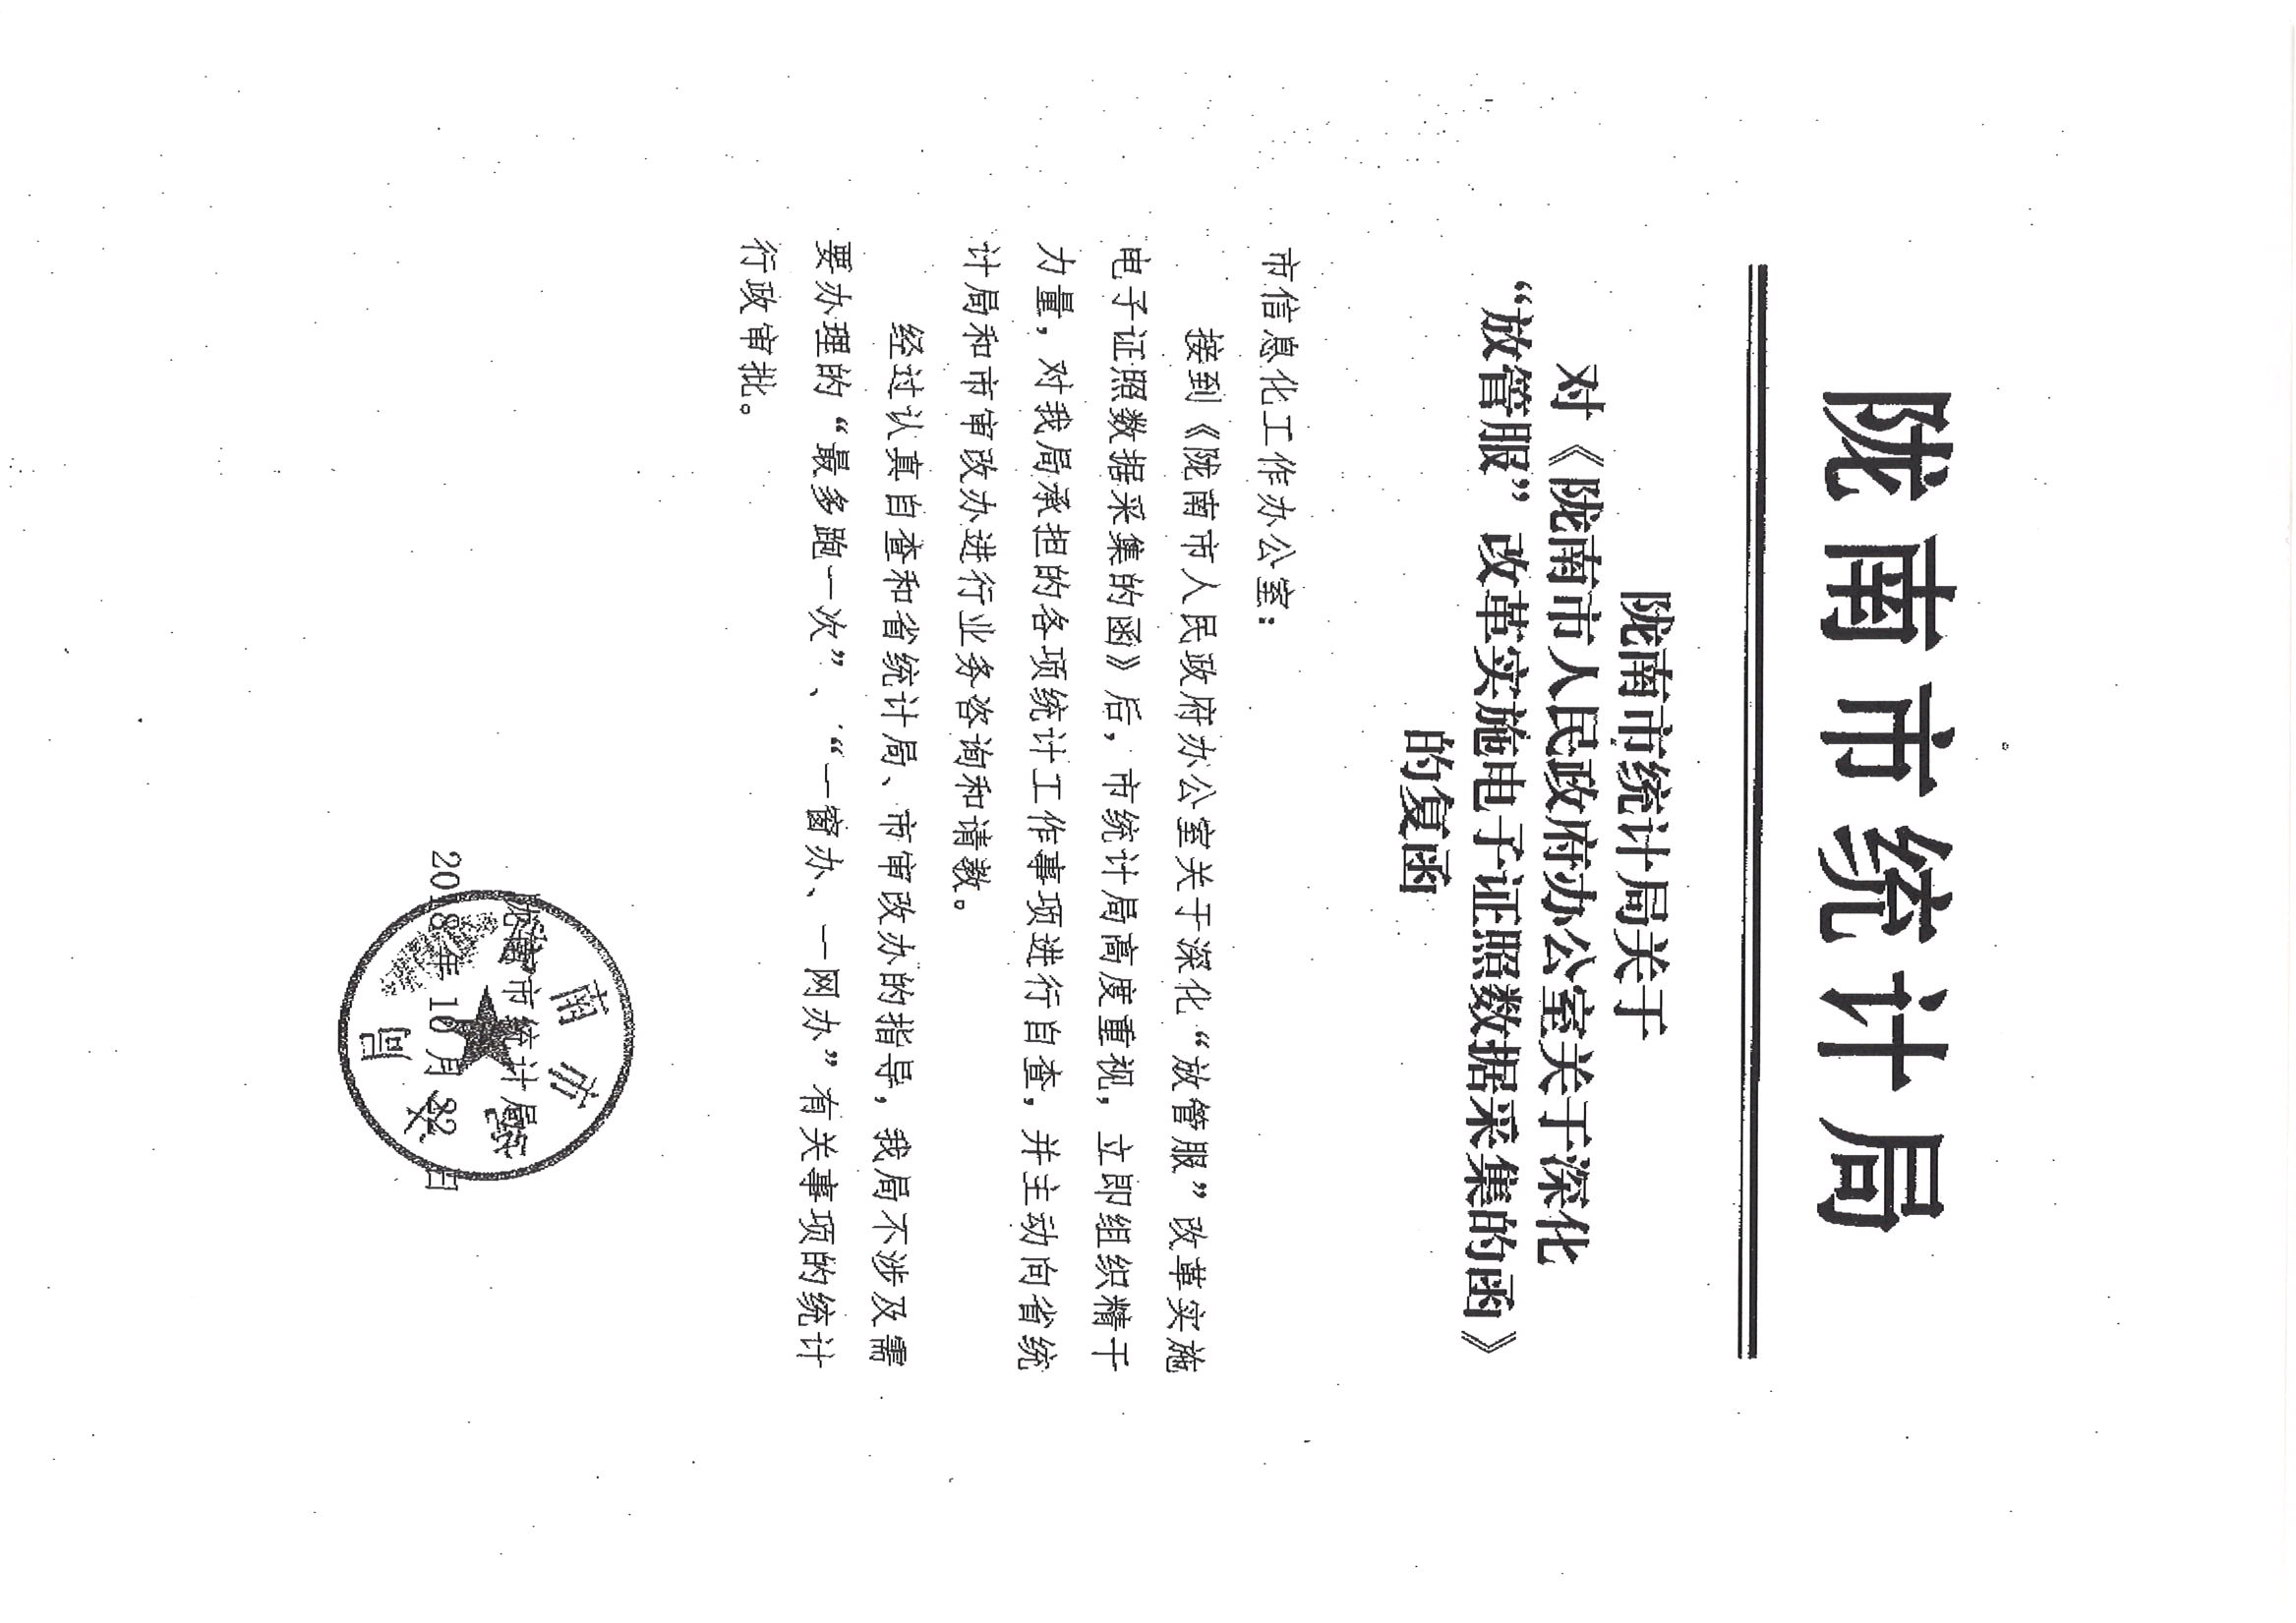 陇南市统计局
陇南市统计局关于
对《陇南市人民政府办公室关于深化
“放管服”改革实施电子证照数据采集的函》
的复函
市信息化工作办公室：
接到《陇南市人民政府办公室关于深化“放管服”改革实施
电子证照数据采集的函》后，市统计局高度重视，立即组织精干
力量，对我局承担的各项统计工作事项进行自查，并主动向省统
计局和市审改办进行业务咨询和请教。
经过认真自查和省统计局、市审改办的指导，我局不涉及需
要办理的“最多跑一次”、“一窗办、一网办”有关事项的统计
行政审批。
陇南市统计局
2018年10月22日